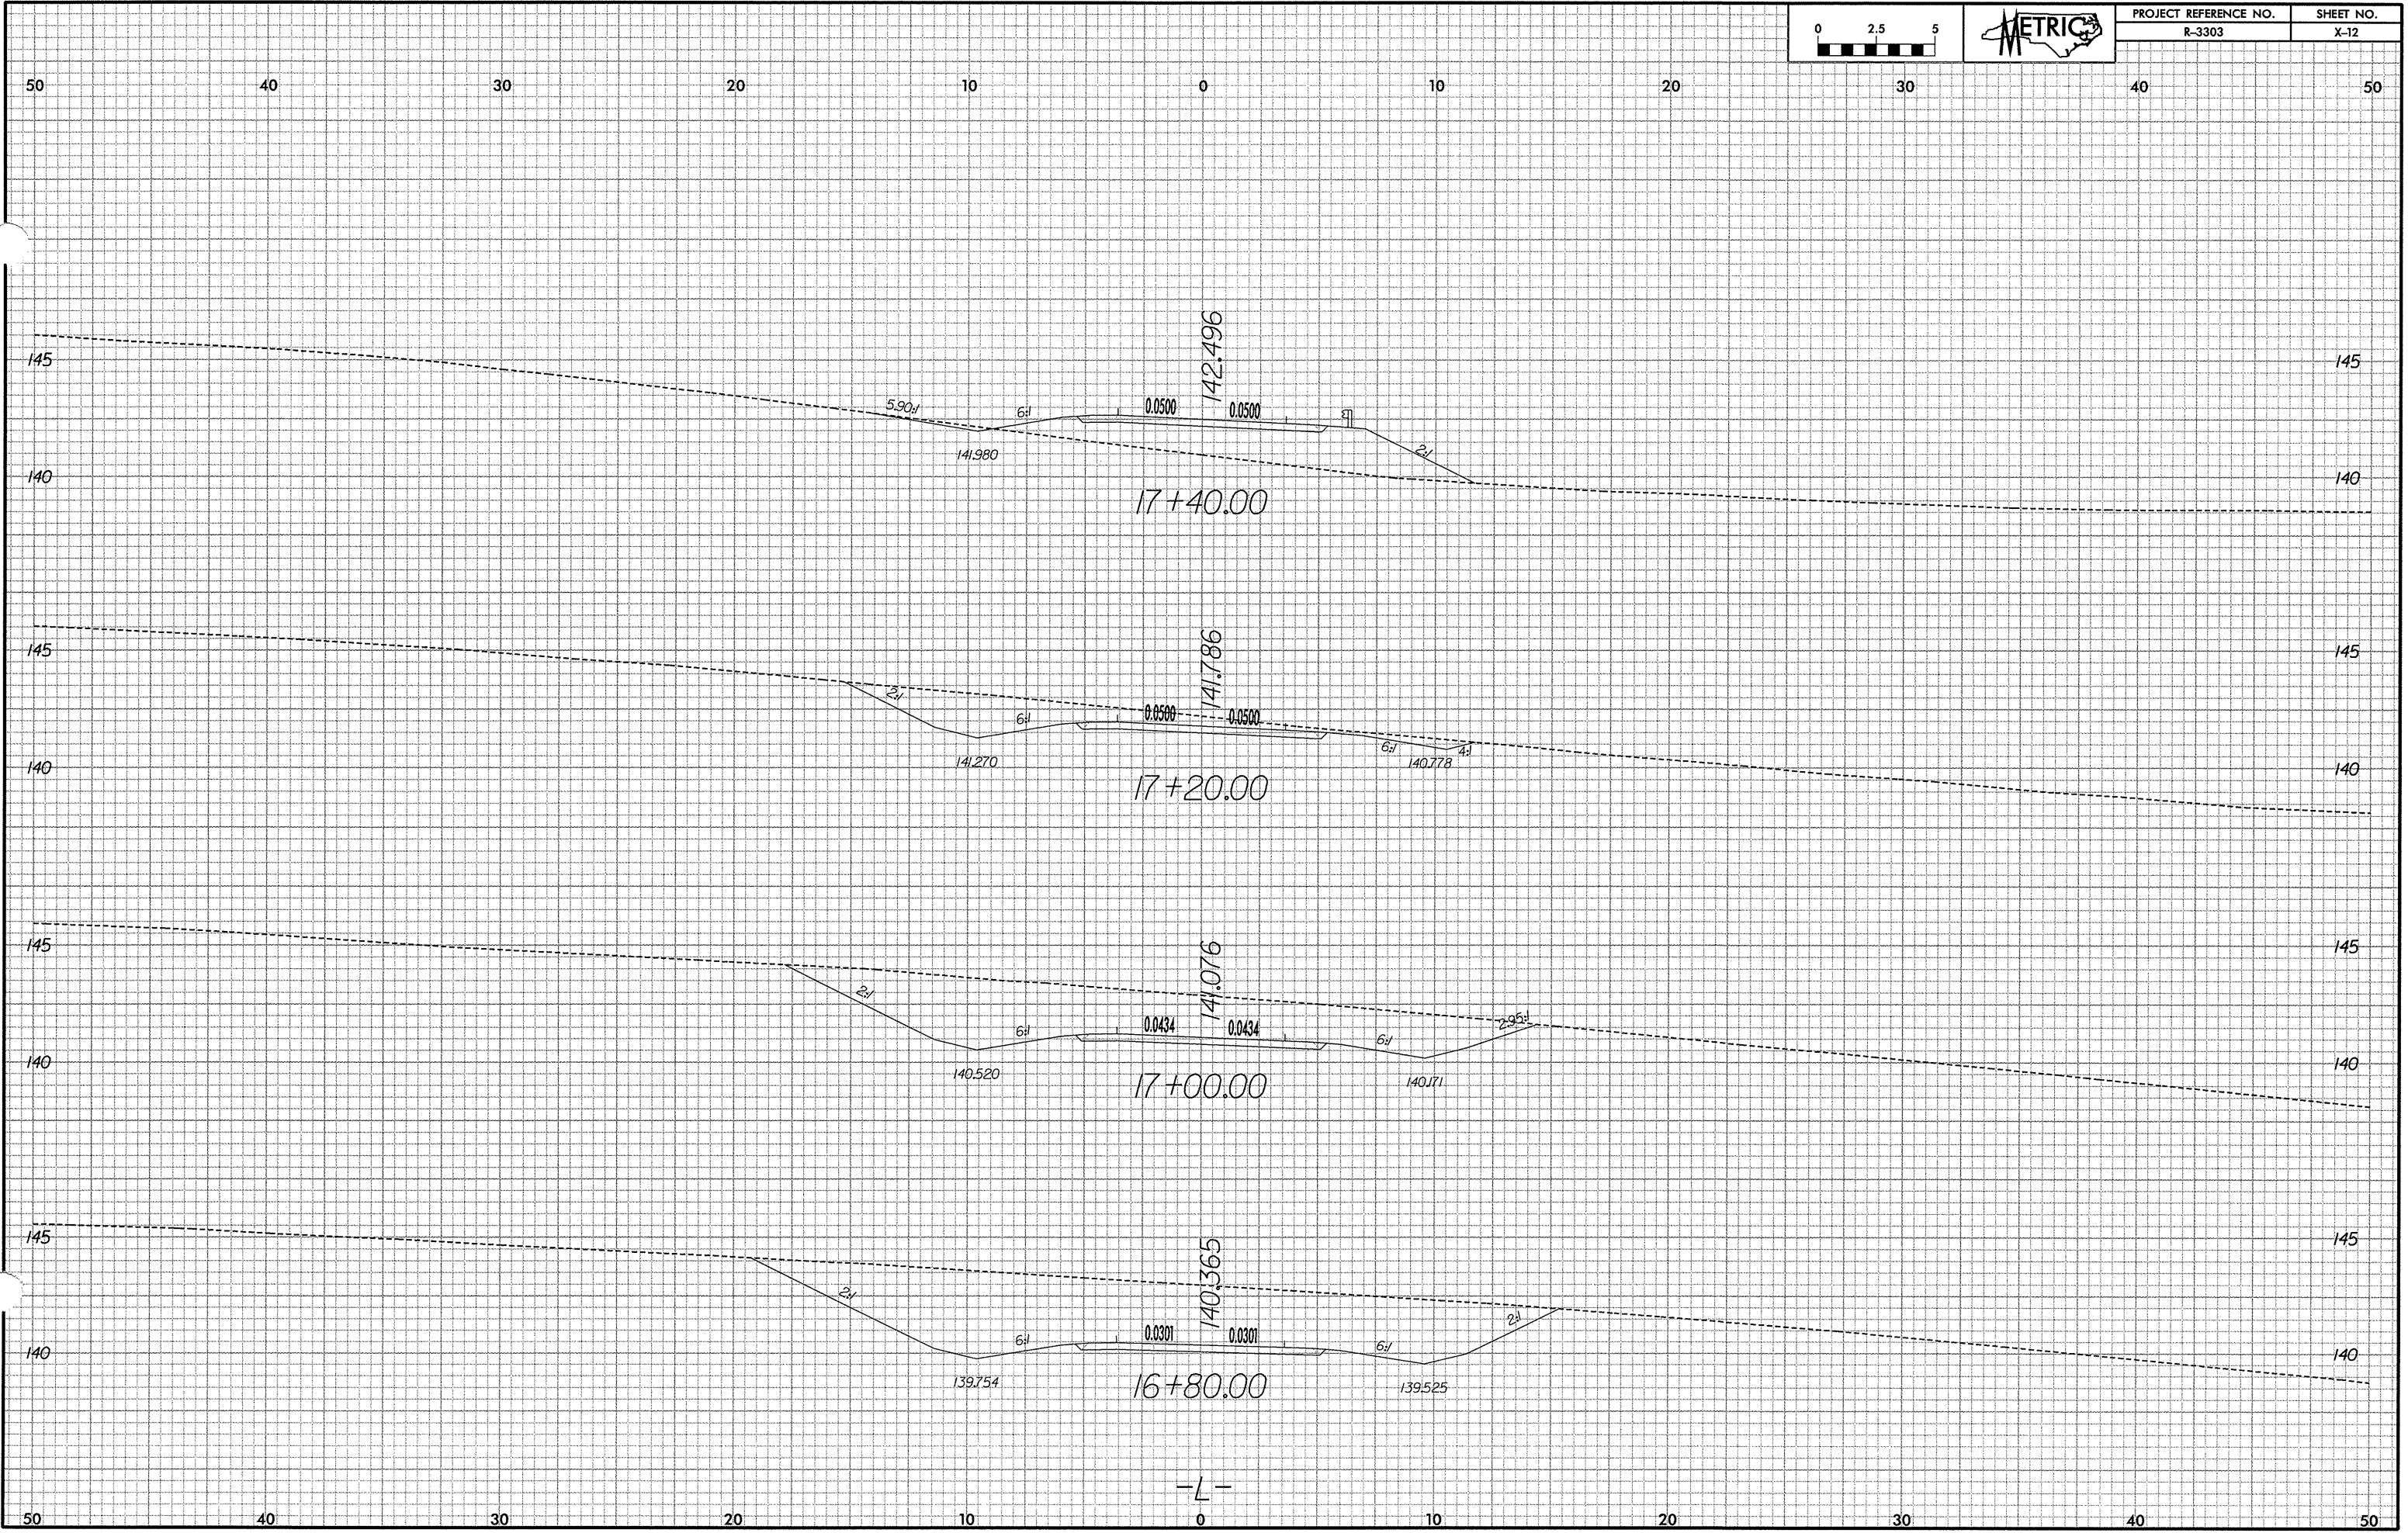 0 2.5 5
METRIC
PROJECT REFERENCE NO. SHEET NO.
R-3303 X-12
50 40 30 20 10 0 10 20 30 40 50
142.496
145 145
5.90:1 6:1 0.0500 0.0500
2:1
141.980
140 140
17+40.00
141.786
145 145
2:1 6:1 0.0500 0.0500 6:1 4:1
141.270 140.778
140 140
17+20.00
141.076
145 145
2:1 6:1 0.0434 0.0434 6:1 2.95:1
140.520 140.171
140 140
17+00.00
140.365
145 145
2:1 6:1 0.0301 0.0301 6:1 2:1
140 140
139.754 139.525
16+80.00
-L-
50 40 30 20 10 0 10 20 30 40 50